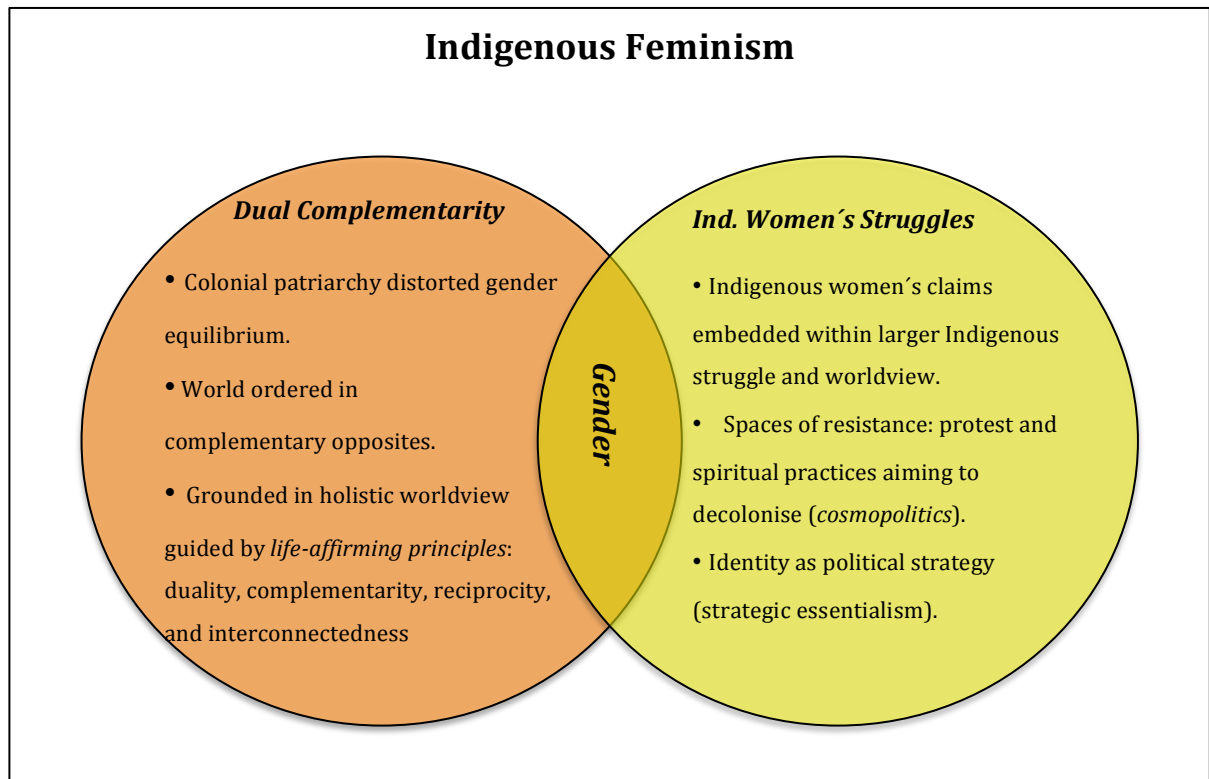 Indigenous Feminism
Dual Complementarity
• Colonial patriarchy distorted gender
equilibrium.
• World ordered in
complementary opposites.
• Grounded in holistic worldview
guided by life-affirming principles:
duality, complementarity, reciprocity,
and interconnectedness
Gender
Ind. Women´s Struggles
• Indigenous women´s claims
embedded within larger Indigenous
struggle and worldview.
• Spaces of resistance: protest and
spiritual practices aiming to
decolonise (cosmopolitics).
• Identity as political strategy
(strategic essentialism).